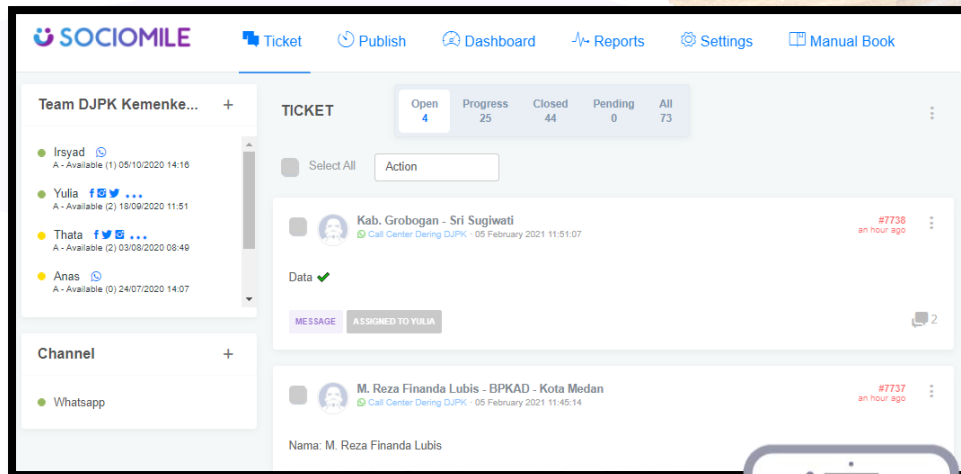 SOCIOMILE
Ticket Publish Dashboard Reports Settings Manual Book
Team DJPK Kemenke... +
Irsyad
A - Available (1) 05/10/2020 14:16
Yulia ...
A - Available (2) 18/09/2020 11:51
Thata ...
A - Available (2) 03/08/2020 08:49
Anas
A - Available (0) 24/07/2020 14:07
Channel +
Whatsapp
TICKET
Open Progress Closed Pending All
4 25 44 0 73
Select All Action
Kab. Grobogan - Sri Sugiwati #7738
Call Center Dering DJPK - 05 February 2021 11:51:07 an hour ago
Data ✔
MESSAGE ASSIGNED TO YULIA 2
M. Reza Finanda Lubis - BPKAD - Kota Medan #7737
Call Center Dering DJPK - 05 February 2021 11:45:14 an hour ago
Nama: M. Reza Finanda Lubis